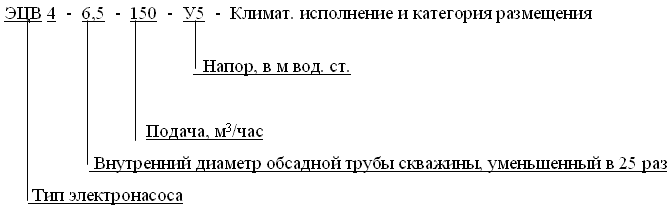 ЭЦВ 4 - 6,5 - 150 - У5 - Климат. исполнение и категория размещения
Напор, в м вод. ст.
Подача, м³/час
Внутренний диаметр обсадной трубы скважины, уменьшенный в 25 раз
Тип электронасоса